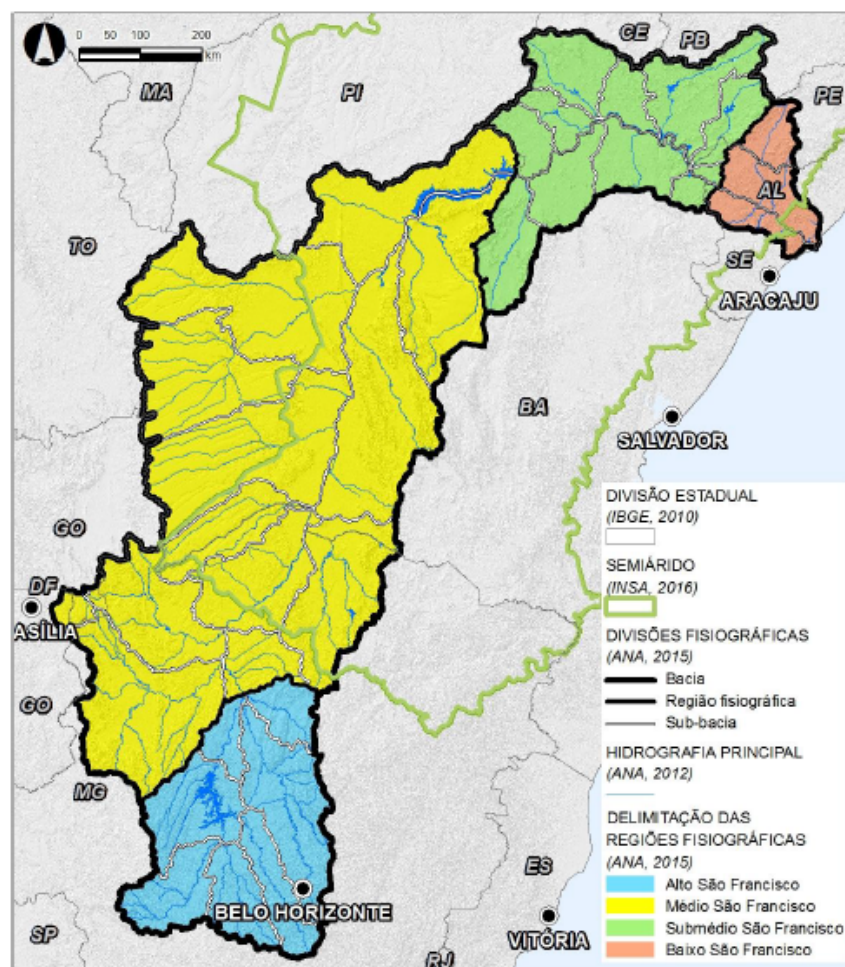 0 50 100 200
km
CE
PB
MA
PI
PE
AL
TO
SE
ARACAJU
BA
SALVADOR
GO
DF
ASÍLIA
GO
MG
BELO HORIZONTE
ES
VITÓRIA
SP
RJ
DIVISÃO ESTADUAL
(IBGE, 2010)
SEMIÁRIDO
(INSA, 2016)
DIVISÕES FISIOGRÁFICAS
(ANA, 2015)
Bacia
Região fisiográfica
Sub-bacia
HIDROGRAFIA PRINCIPAL
(ANA, 2012)
DELIMITAÇÃO DAS
REGIÕES FISIOGRÁFICAS
(ANA, 2015)
Alto São Francisco
Médio São Francisco
Submédio São Francisco
Baixo São Francisco